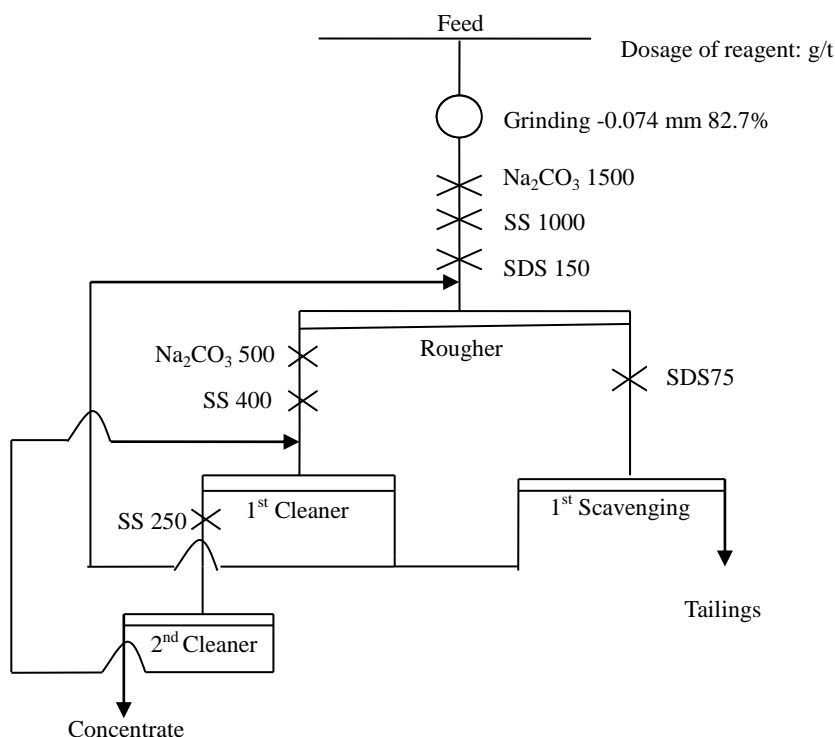 Feed
Dosage of reagent: g/t
Grinding -0.074 mm 82.7%
Na₂CO₃ 1500
SS 1000
SDS 150
Rougher
Na₂CO₃ 500
SDS75
SS 400
1ˢᵗ Cleaner
1ˢᵗ Scavenging
SS 250
Tailings
2ⁿᵈ Cleaner
Concentrate